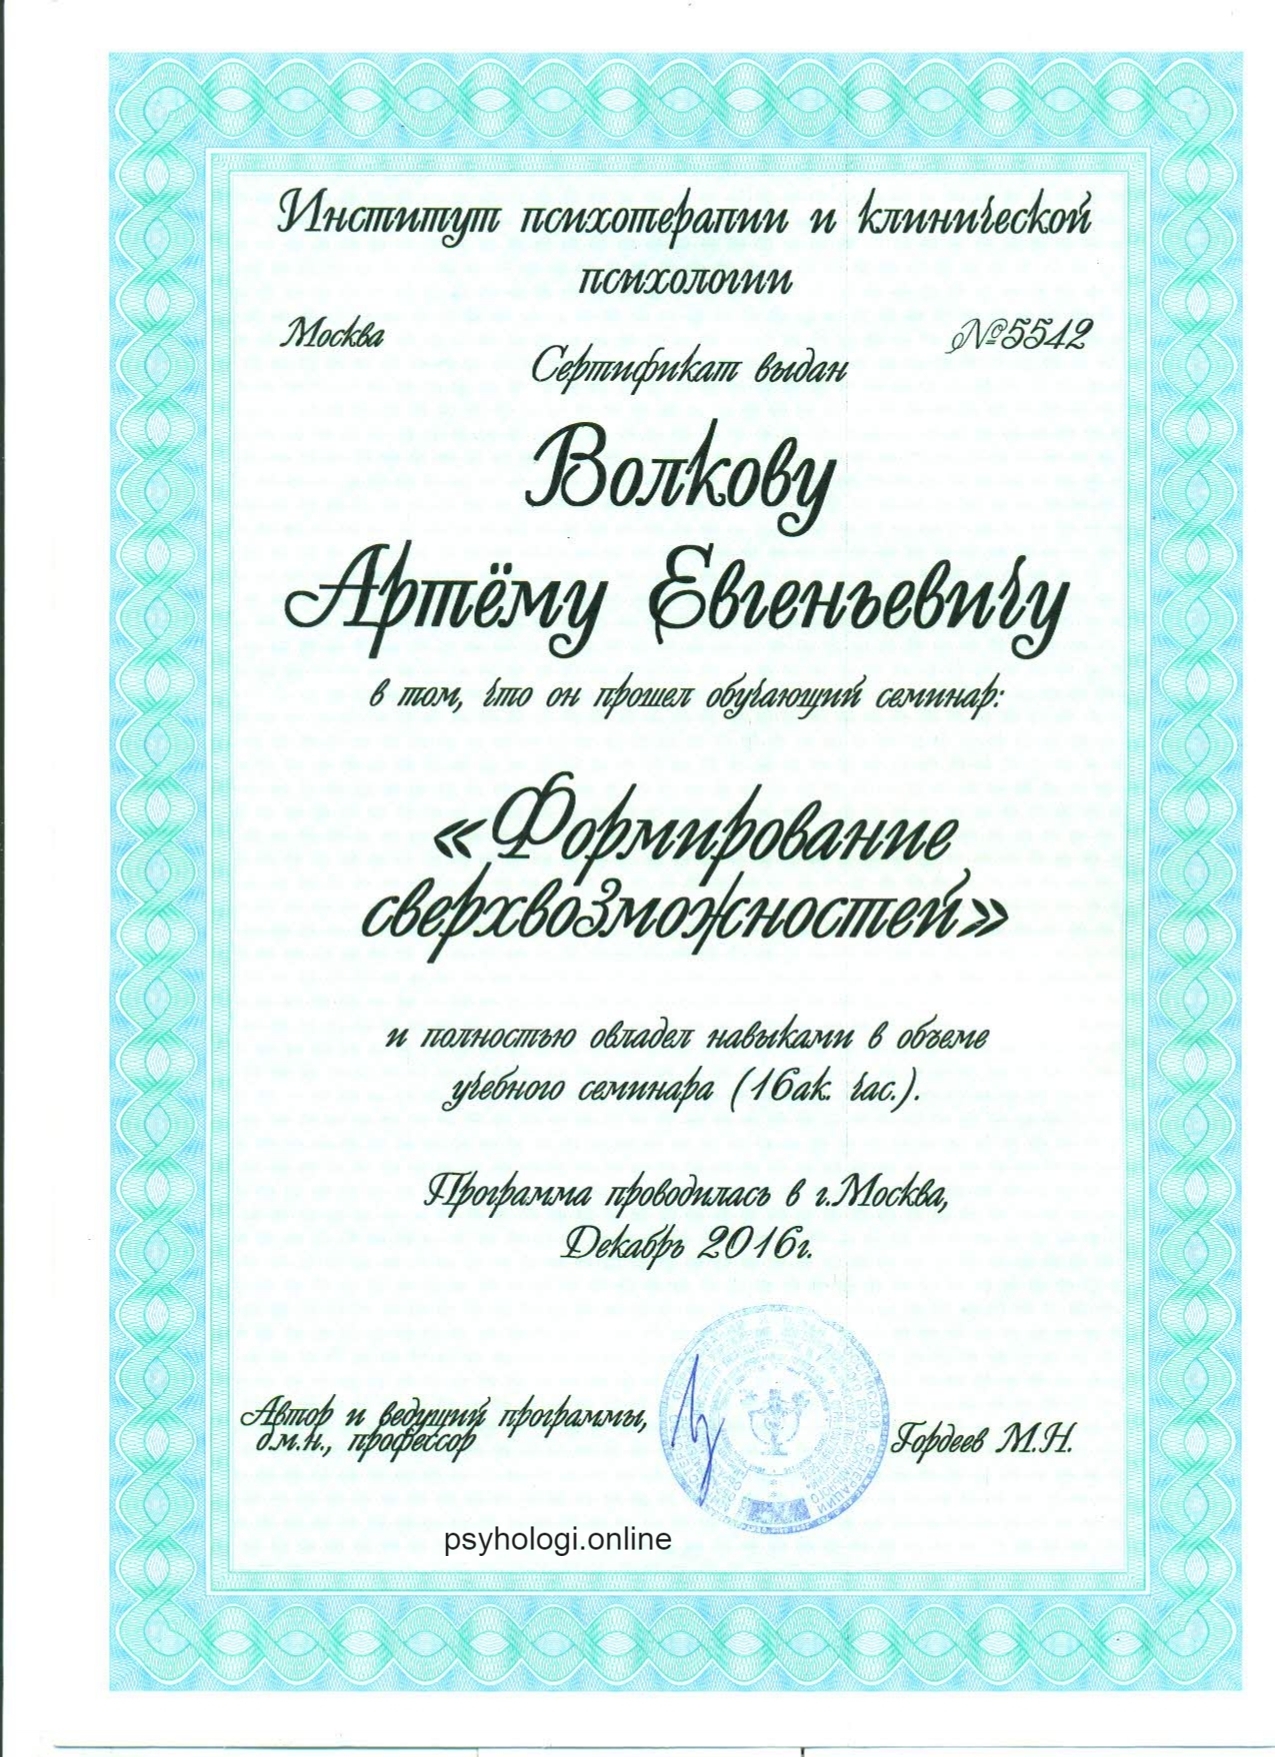 Институт психотерапии и клинической
психологии
Москва
№5542
Сертификат выдан
Волкову
Артёму Евгеньевичу
в том, что он прошел обучающий семинар:
«Формирование
сверхвозможностей»
и полностью овладел навыками в объеме
учебного семинара (16ак. час.).
Программа проводилась в г.Москва,
Декабрь 2016г.
Автор и ведущий программы,
д.м.н., профессор
Гордеев М.Н.
psyhologi.online